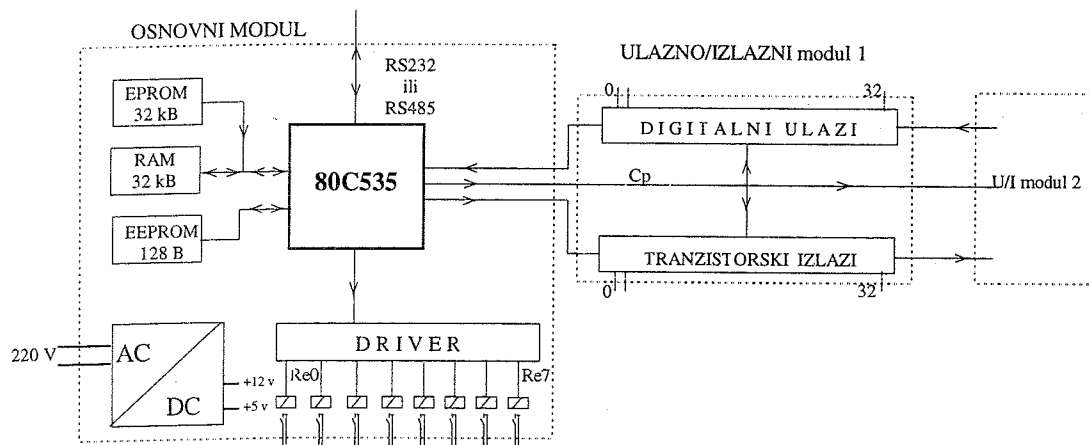 OSNOVNI MODUL
RS232
ili
RS485
EPROM
32 kB
RAM
32 kB
EEPROM
128 B
80C535
220 V
AC
DC
+12 v
+5 v
DRIVER
Re0
Re7
ULAZNO/IZLAZNI modul 1
0
32
DIGITALNI ULAZI
Cp
TRANZISTORSKI IZLAZI
0
32
U/I modul 2